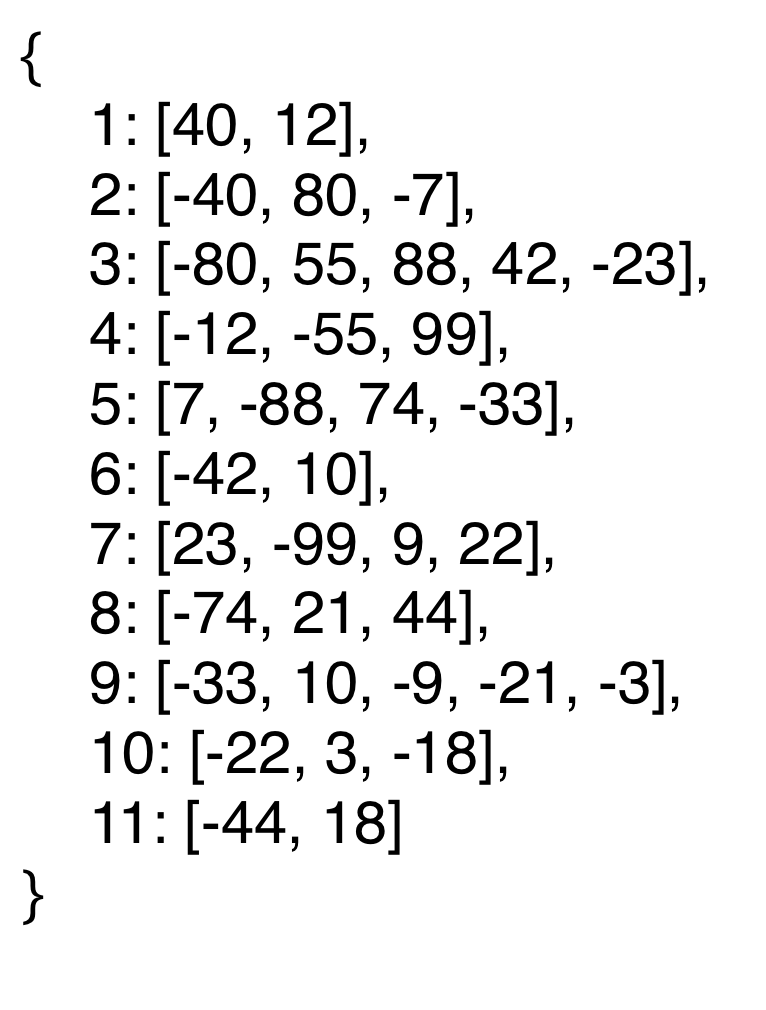 {
1: [40, 12],
2: [-40, 80, -7],
3: [-80, 55, 88, 42, -23],
4: [-12, -55, 99],
5: [7, -88, 74, -33],
6: [-42, 10],
7: [23, -99, 9, 22],
8: [-74, 21, 44],
9: [-33, 10, -9, -21, -3],
10: [-22, 3, -18],
11: [-44, 18]
}